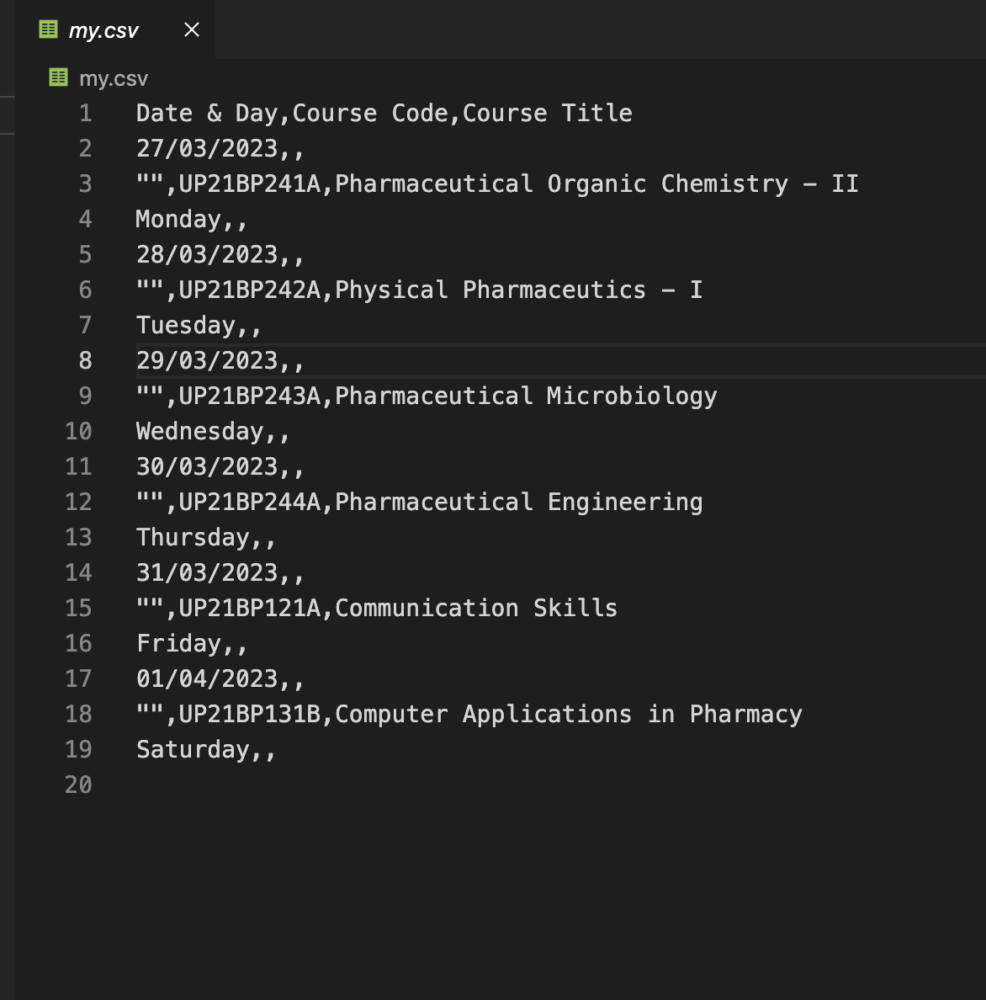 my.csv
my.csv
1 Date & Day,Course Code,Course Title
2 27/03/2023,,
3 "",UP21BP241A,Pharmaceutical Organic Chemistry – II
4 Monday,,
5 28/03/2023,,
6 "",UP21BP242A,Physical Pharmaceutics – I
7 Tuesday,,
8 29/03/2023,,
9 "",UP21BP243A,Pharmaceutical Microbiology
10 Wednesday,,
11 30/03/2023,,
12 "",UP21BP244A,Pharmaceutical Engineering
13 Thursday,,
14 31/03/2023,,
15 "",UP21BP121A,Communication Skills
16 Friday,,
17 01/04/2023,,
18 "",UP21BP131B,Computer Applications in Pharmacy
19 Saturday,,
20